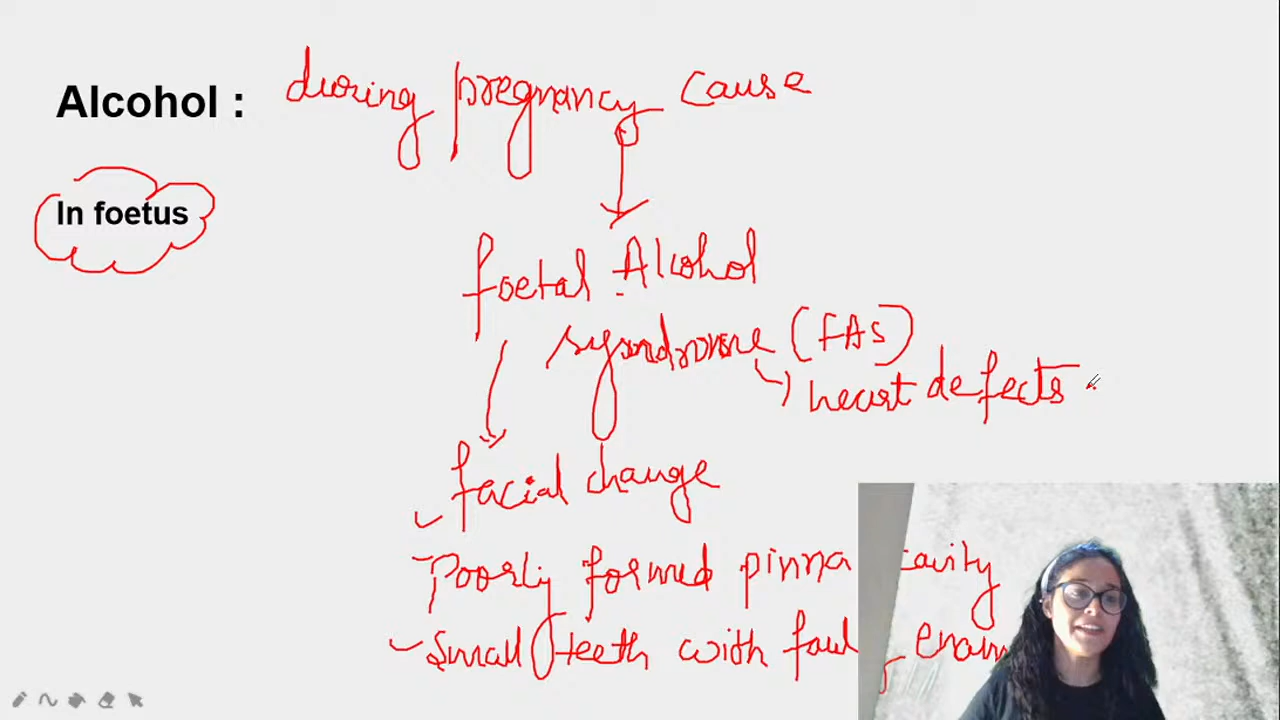 Alcohol : during pregnancy cause
In foetus
foetal Alcohol
syndrome (FAS)
heart defects
facial change
Poorly formed pinna cavity
Small teeth with